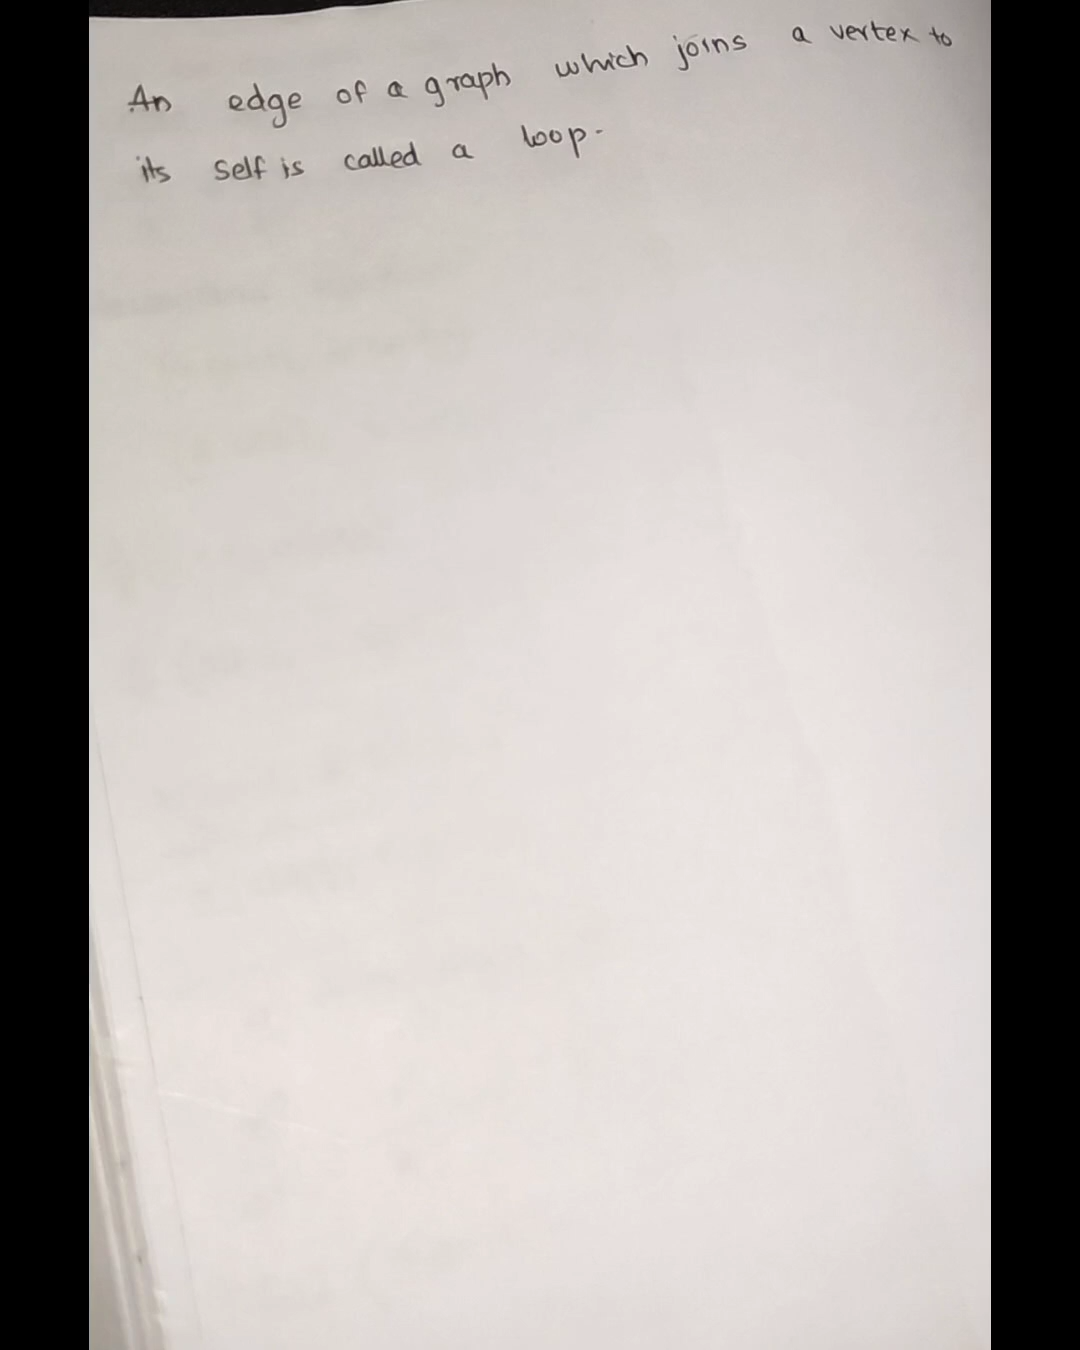 An edge of a graph which joins a vertex to
its self is called a loop.